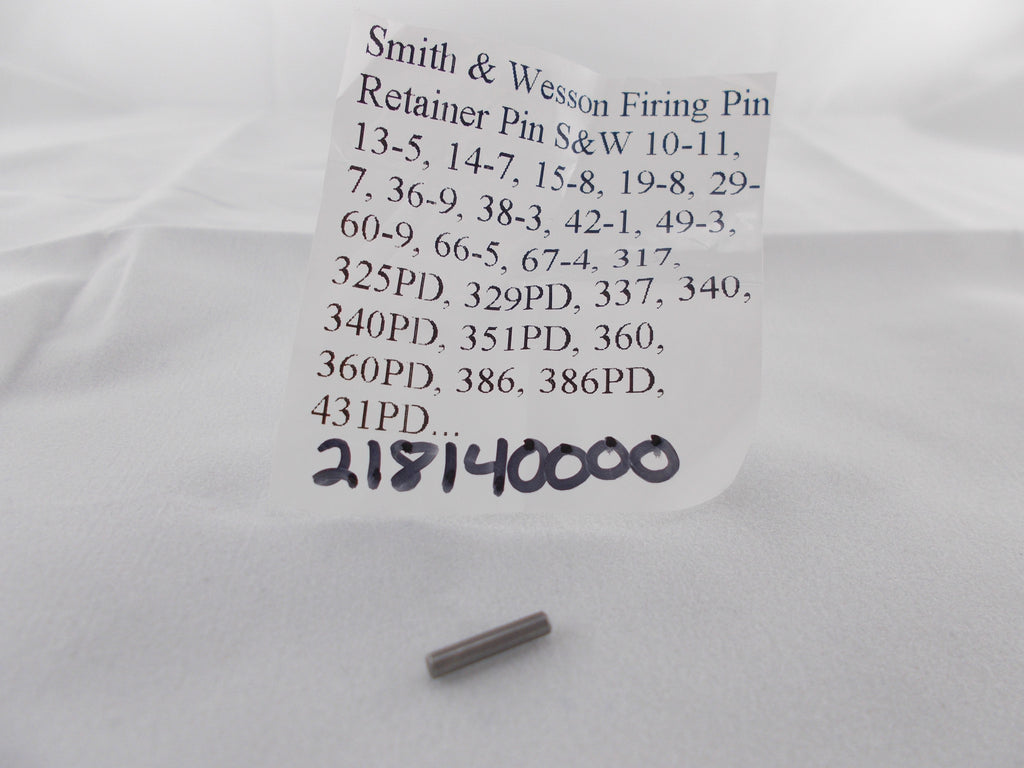 Smith & Wesson Firing Pin
Retainer Pin S&W 10-11,
13-5, 14-7, 15-8, 19-8, 29-
7, 36-9, 38-3, 42-1, 49-3,
60-9, 66-5, 67-4, 317,
325PD, 329PD, 337, 340,
340PD, 351PD, 360,
360PD, 386, 386PD,
431PD...
218140000